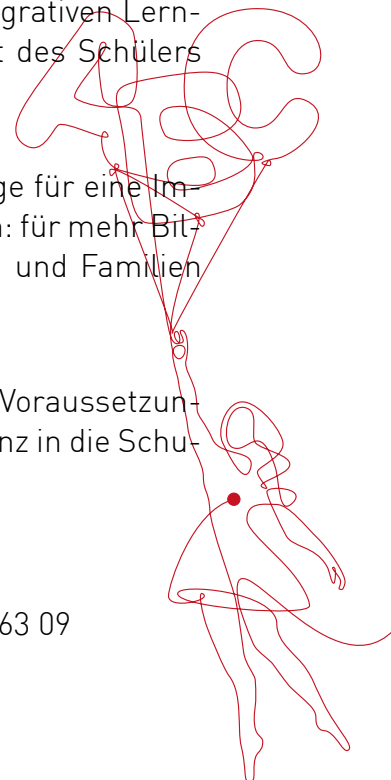 grativen Lern-
t des Schülers
ABC
ge für eine Im-
: für mehr Bil-
und Familien
Voraussetzun-
nz in die Schu-
63 09